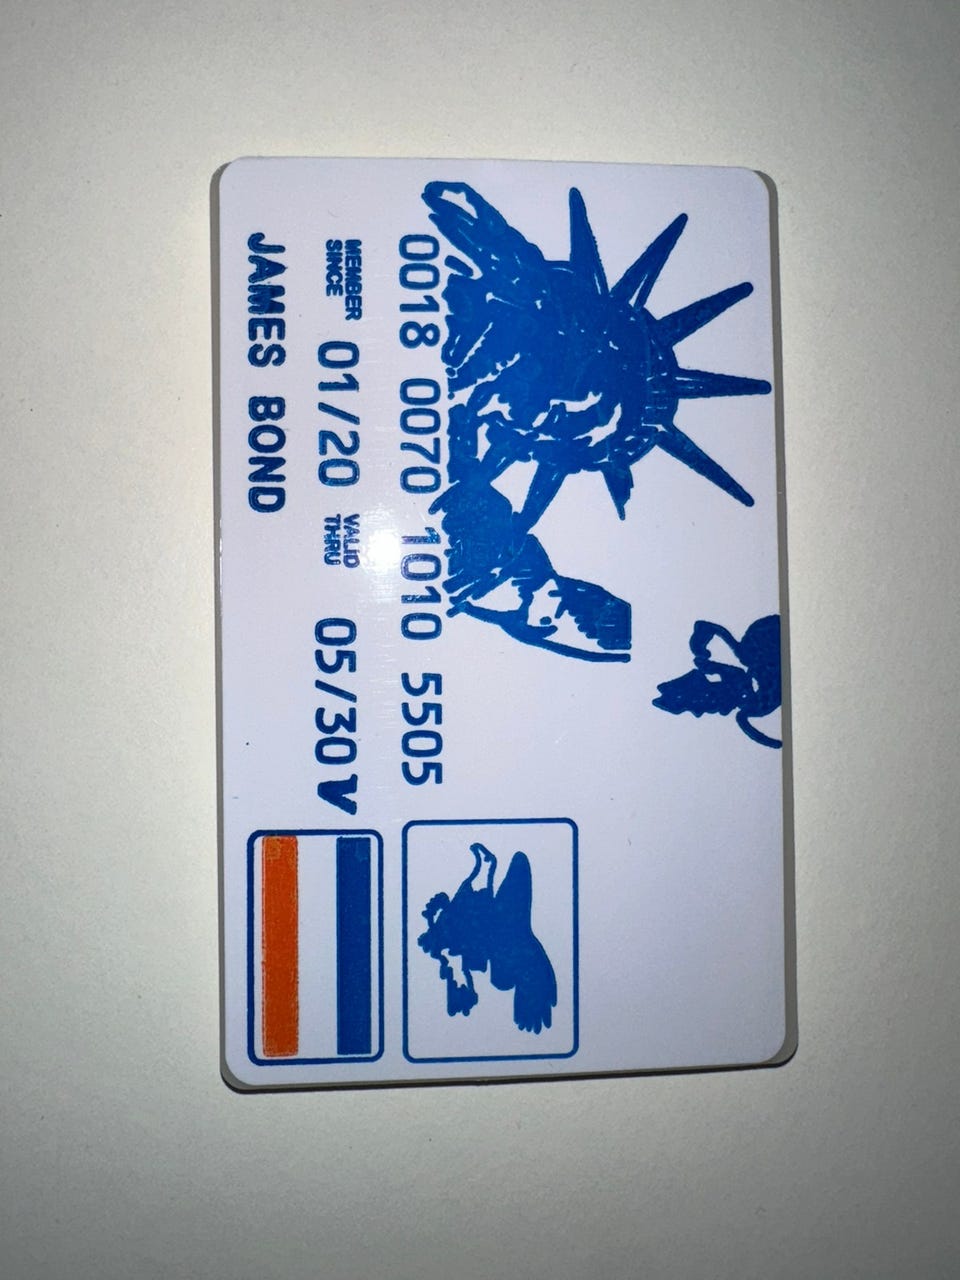 0018 0070 1010 5505
MEMBER SINCE 01/20 VALID THRU 05/30 V
JAMES BOND